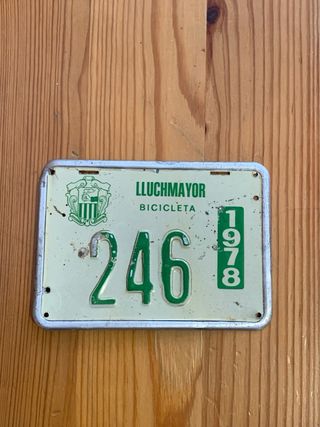 LLUCHMAYOR
BICICLETA
246
1978